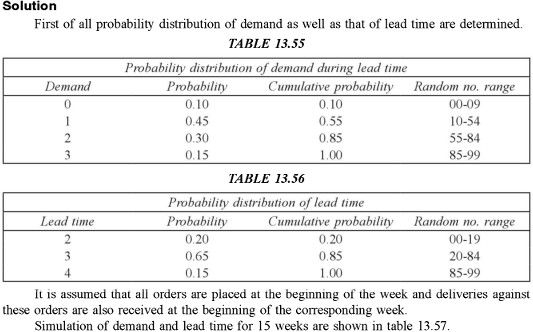 Solution
First of all probability distribution of demand as well as that of lead time are determined.
TABLE 13.55
Probability distribution of demand during lead time
Demand Probability Cumulative probability Random no. range
0 0.10 0.10 00-09
1 0.45 0.55 10-54
2 0.30 0.85 55-84
3 0.15 1.00 85-99
TABLE 13.56
Probability distribution of lead time
Lead time Probability Cumulative probability Random no. range
2 0.20 0.20 00-19
3 0.65 0.85 20-84
4 0.15 1.00 85-99
It is assumed that all orders are placed at the beginning of the week and deliveries against
these orders are also received at the beginning of the corresponding week.
Simulation of demand and lead time for 15 weeks are shown in table 13.57.